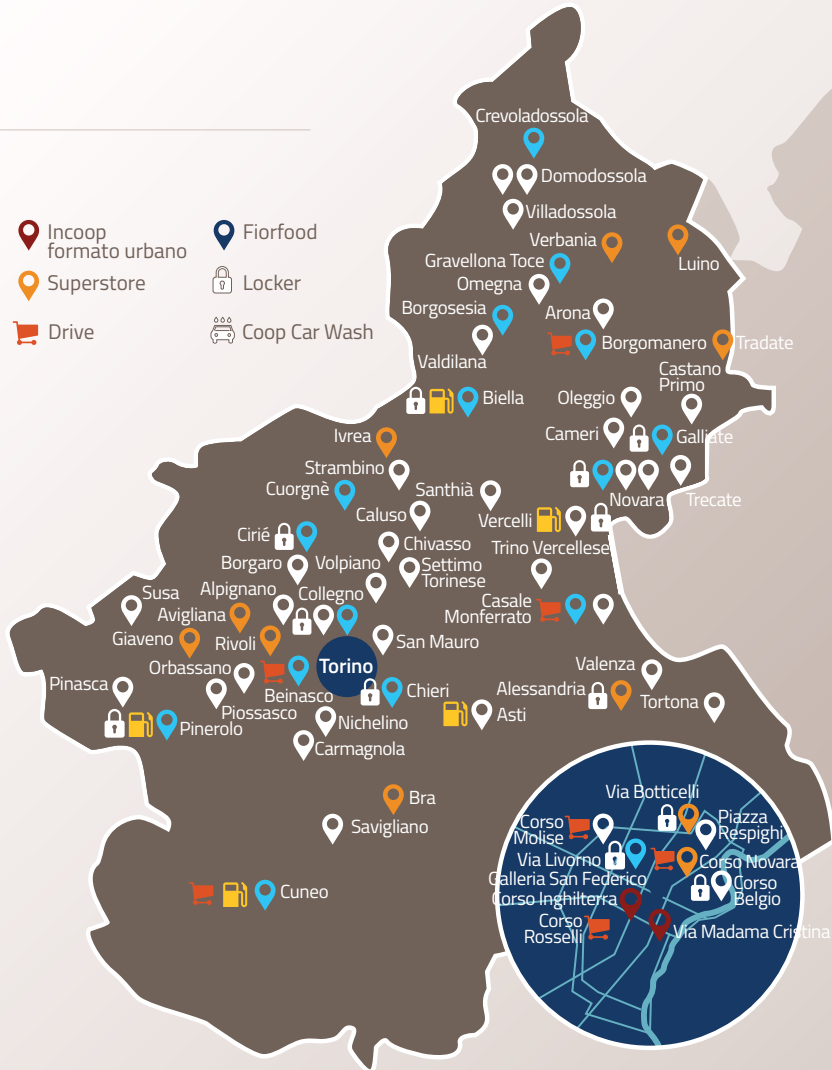 Incoop
formato urbano
Fiorfood
Superstore
Locker
Drive
Coop Car Wash
Crevoladossola
Domodossola
Villadossola
Verbania
Luino
Gravellona Toce
Omegna
Borgosesia
Arona
Valdilana
Borgomanero
Tradate
Castano
Primo
Biella
Oleggio
Ivrea
Cameri
Galliate
Strambino
Cuorgnè
Santhià
Novara
Trecate
Caluso
Vercelli
Cirié
Chivasso
Trino Vercellese
Borgaro
Volpiano
Settimo
Torinese
Susa
Alpignano
Collegno
Casale
Monferrato
Avigliana
Giaveno
Rivoli
San Mauro
Orbassano
Torino
Valenza
Pinasca
Beinasco
Chieri
Alessandria
Tortona
Piossasco
Nichelino
Asti
Pinerolo
Carmagnola
Bra
Savigliano
Cuneo
Via Botticelli
Corso
Molise
Piazza
Respighi
Via Livorno
Corso Novara
Galleria San Federico
Corso
Belgio
Corso Inghilterra
Corso
Rosselli
Via Madama Cristina